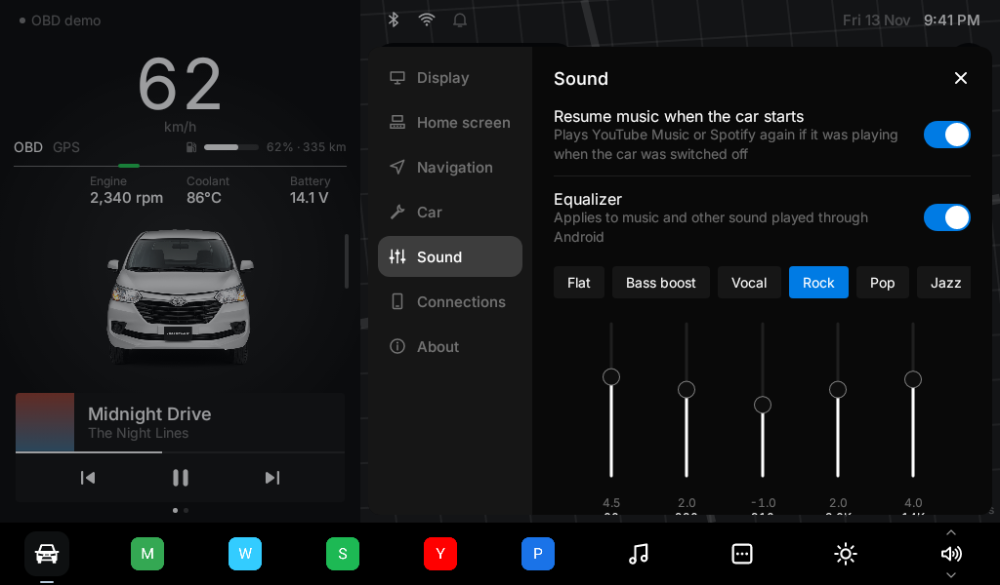 OBD demo
Fri 13 Nov 9:41 PM
62
km/h
OBD GPS 62% · 335 km
Engine Coolant Battery
2,340 rpm 86°C 14.1 V
Midnight Drive
The Night Lines
Display
Home screen
Navigation
Car
Sound
Connections
About
Sound
Resume music when the car starts
Plays YouTube Music or Spotify again if it was playing
when the car was switched off
Equalizer
Applies to music and other sound played through
Android
Flat Bass boost Vocal Rock Pop Jazz
4.5 2.0 -1.0 2.0 4.0
M W S Y P